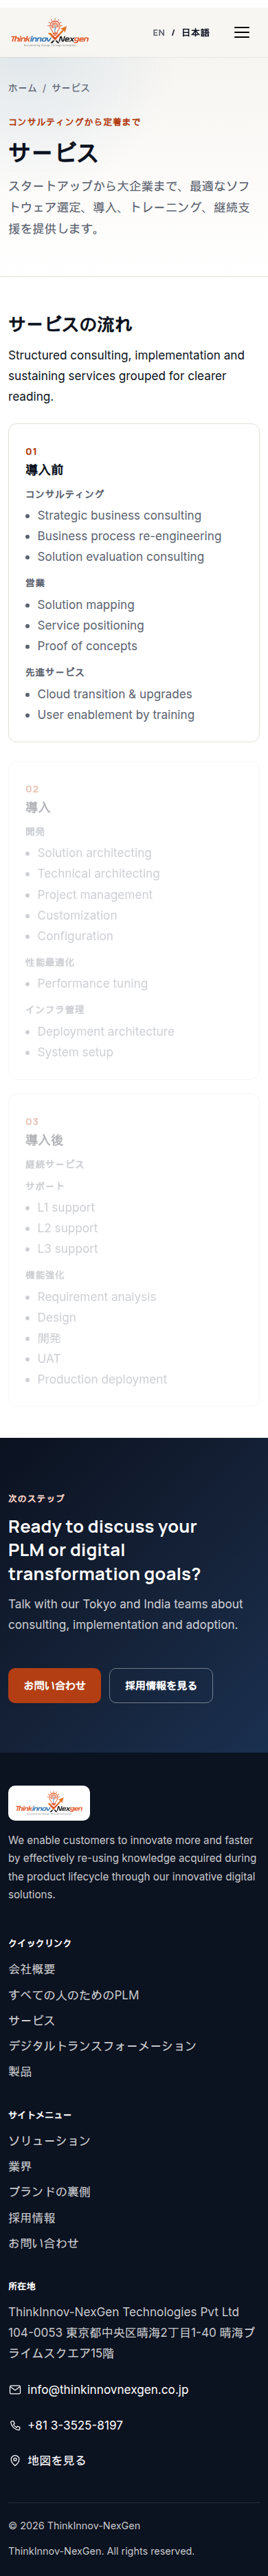 ThinkInnov-Nexgen
EN / 日本語
ホーム / サービス
コンサルティングから定着まで
サービス
スタートアップから大企業まで、最適なソフ
トウェア選定、導入、トレーニング、継続支
援を提供します。
サービスの流れ
Structured consulting, implementation and
sustaining services grouped for clearer
reading.
01
導入前
コンサルティング
• Strategic business consulting
• Business process re-engineering
• Solution evaluation consulting
営業
• Solution mapping
• Service positioning
• Proof of concepts
先進サービス
• Cloud transition & upgrades
• User enablement by training
02
導入
開発
• Solution architecting
• Technical architecting
• Project management
• Customization
• Configuration
性能最適化
• Performance tuning
インフラ管理
• Deployment architecture
• System setup
03
導入後
継続サービス
サポート
• L1 support
• L2 support
• L3 support
機能強化
• Requirement analysis
• Design
• 開発
• UAT
• Production deployment
次のステップ
Ready to discuss your
PLM or digital
transformation goals?
Talk with our Tokyo and India teams about
consulting, implementation and adoption.
お問い合わせ 採用情報を見る
ThinkInnov-Nexgen
We enable customers to innovate more and faster
by effectively re-using knowledge acquired during
the product lifecycle through our innovative digital
solutions.
クイックリンク
会社概要
すべての人のためのPLM
サービス
デジタルトランスフォーメーション
製品
サイトメニュー
ソリューション
業界
ブランドの裏側
採用情報
お問い合わせ
所在地
ThinkInnov-NexGen Technologies Pvt Ltd
104-0053 東京都中央区晴海2丁目1-40 晴海プ
ライムスクエア15階
info@thinkinnovnexgen.co.jp
+81 3-3525-8197
地図を見る
© 2026 ThinkInnov-NexGen
ThinkInnov-NexGen. All rights reserved.